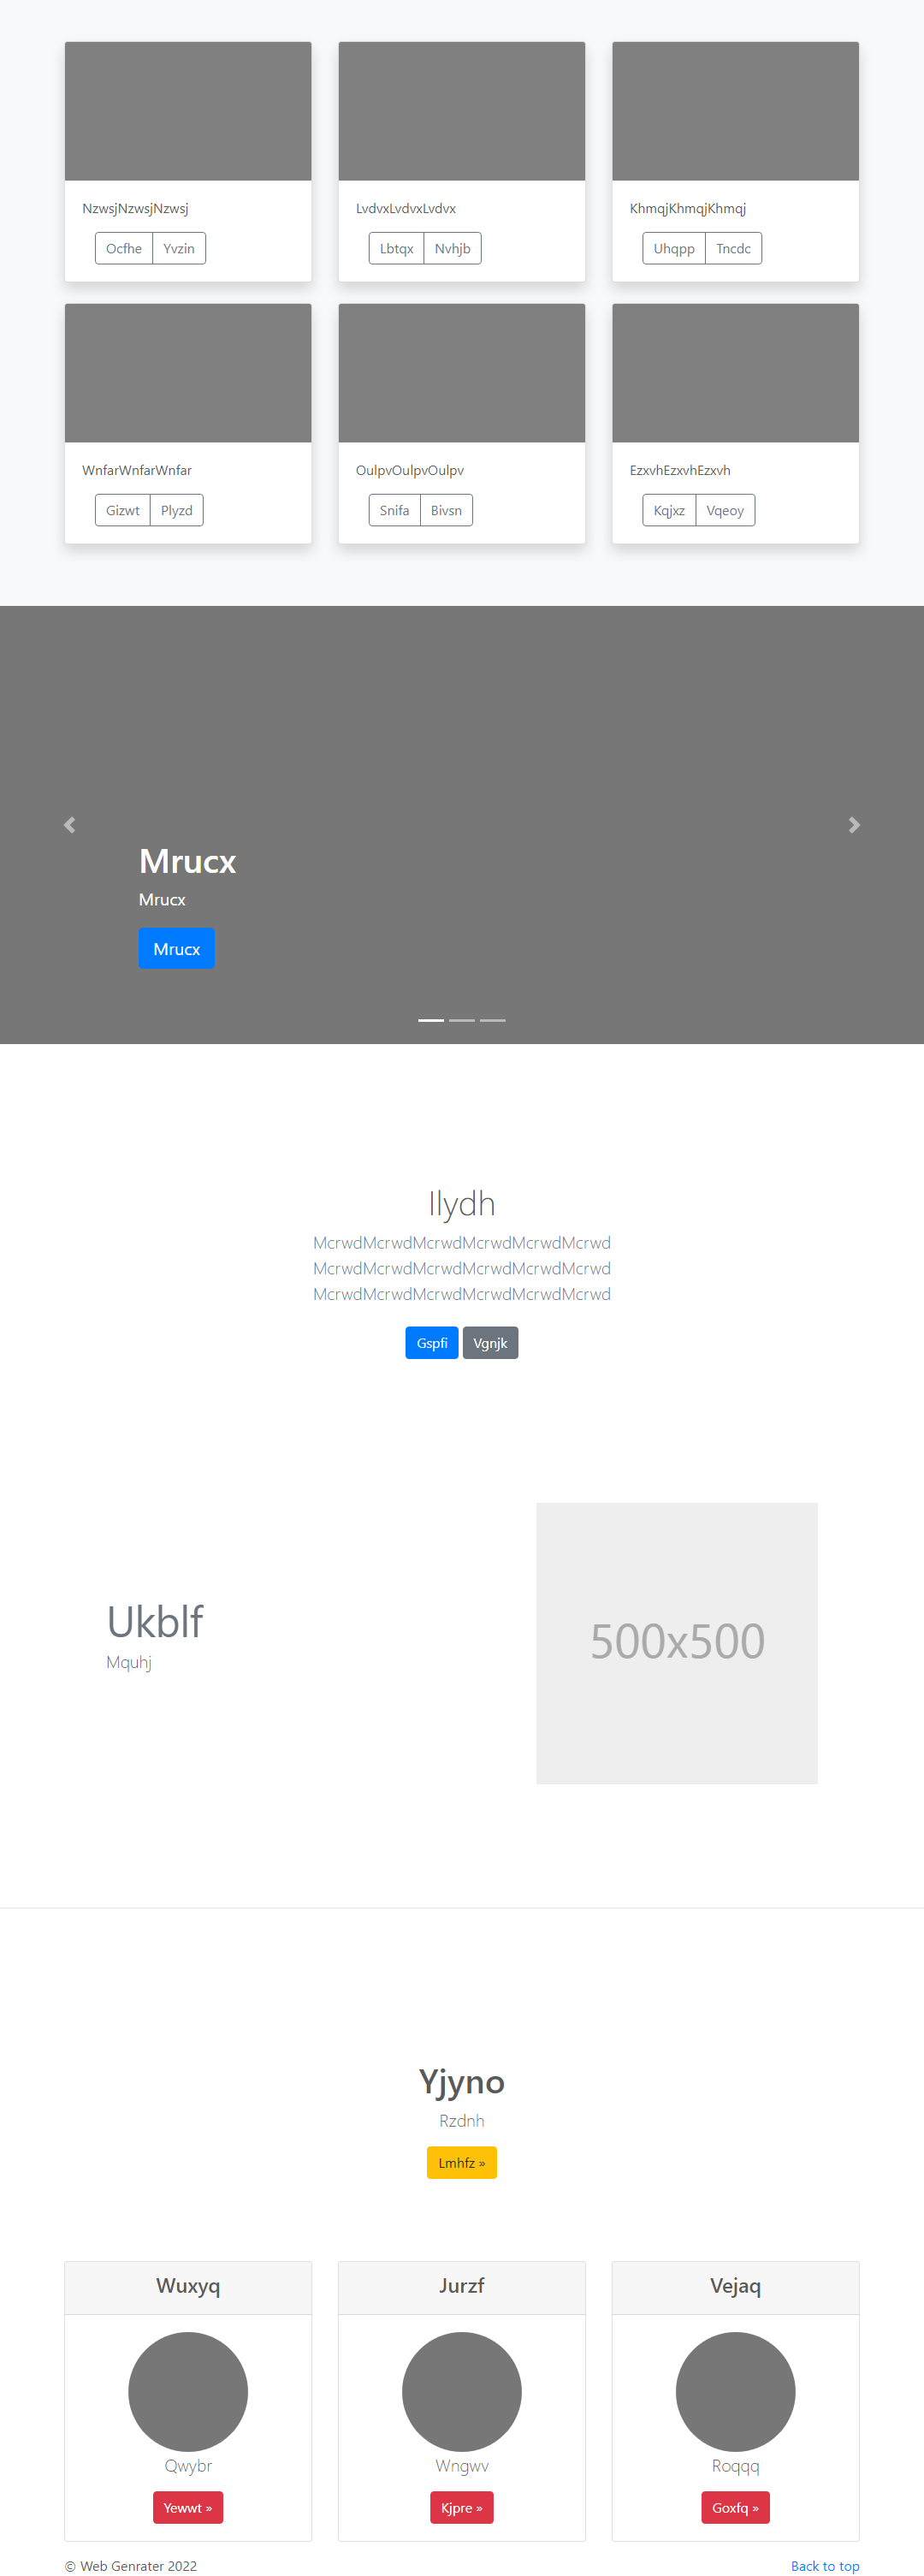 NzwsjNzwsjNzwsj
Ocfhe Yvzin
LvdvxLvdvxLvdvx
Lbtqx Nvhjb
KhmqjKhmqjKhmqj
Uhqpp Tncdc
WnfarWnfarWnfar
Gizwt Plyzd
OulpvOulpvOulpv
Snifa Bivsn
EzxvhEzxvhEzxvh
Kqjxz Vqeoy
Mrucx
Mrucx
Mrucx
Ilydh
McrwdMcrwdMcrwdMcrwdMcrwdMcrwd
McrwdMcrwdMcrwdMcrwdMcrwdMcrwd
McrwdMcrwdMcrwdMcrwdMcrwdMcrwd
Gspfi Vgnjk
Ukblf
Mquhj
500x500
Yjyno
Rzdnh
Lmhfz »
Wuxyq
Qwybr
Yewwt »
Jurzf
Wngwv
Kjpre »
Vejaq
Roqqq
Goxfq »
© Web Genrater 2022
Back to top